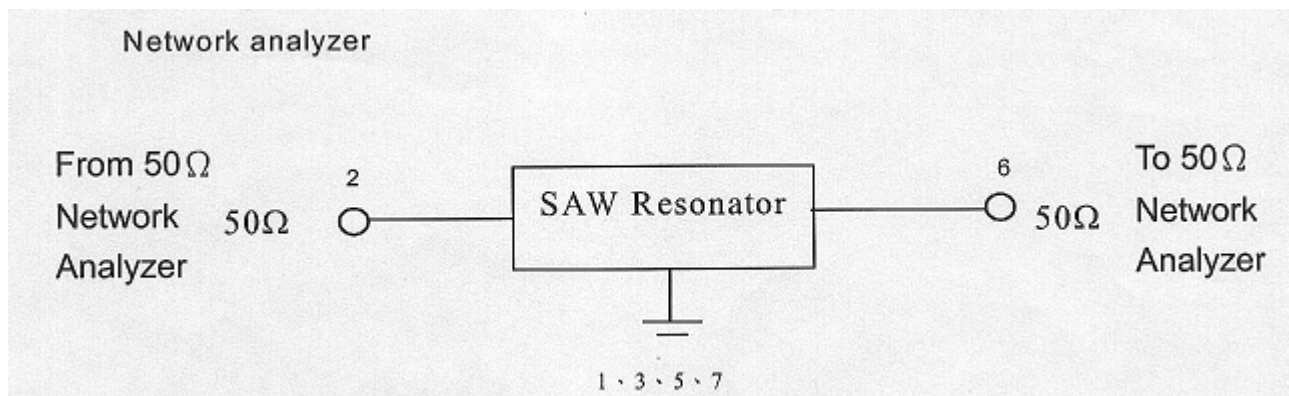 Network analyzer
From 50Ω
Network
Analyzer
50Ω
2
SAW Resonator
6
50Ω
To 50Ω
Network
Analyzer
1、3、5、7